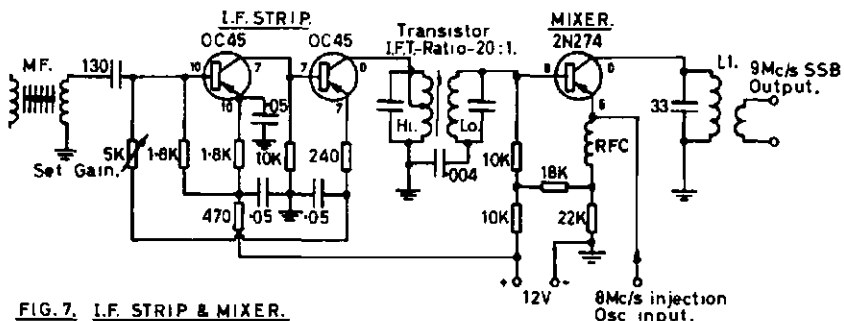 I.F. STRIP.
OC45
OC45
Transistor
I.F.T-Ratio-20:1.
MIXER.
2N274
MF.
130
10
7
7
0
8
6
L1.
9Mc/s SSB
Output.
10
.05
7
Hi.
Lo.
6
33
5K
1.8K
1.8K
10K
240
.004
10K
RFC
Set Gain.
18K
470
.05
.05
10K
22K
+
12V
-
8Mc/s injection
Osc input.
FIG. 7. I.F. STRIP & MIXER.